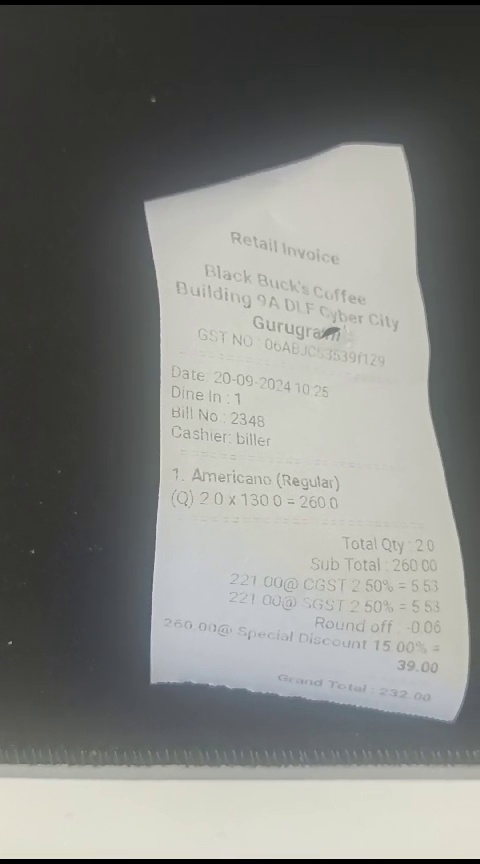 Retail Invoice
Black Buck's Coffee
Building 9A DLF Cyber City
Gurugram
GST NO : 06ABJCS3539f1Z9
Date: 20-09-2024 10:25
Dine In : 1
Bill No : 2348
Cashier: biller
1. Americano (Regular)
(Q) 2.0 x 130.0 = 260.0
Total Qty : 2.0
Sub Total : 260.00
221.00@ CGST 2.50% = 5.53
221.00@ SGST 2.50% = 5.53
Round off : -0.06
260.00@ Special Discount 15.00% =
39.00
Grand Total : 232.00